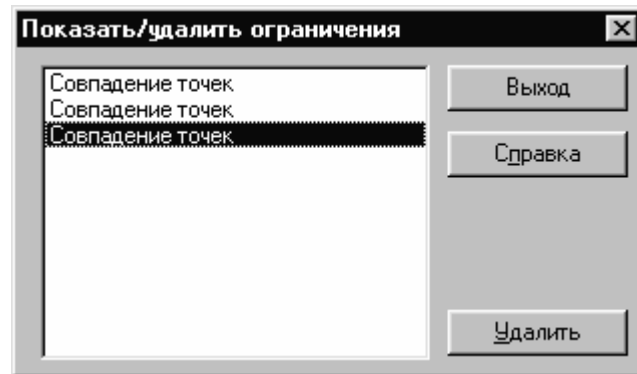 Показать/удалить ограничения
Совпадение точек
Совпадение точек
Совпадение точек
Выход
Справка
Удалить